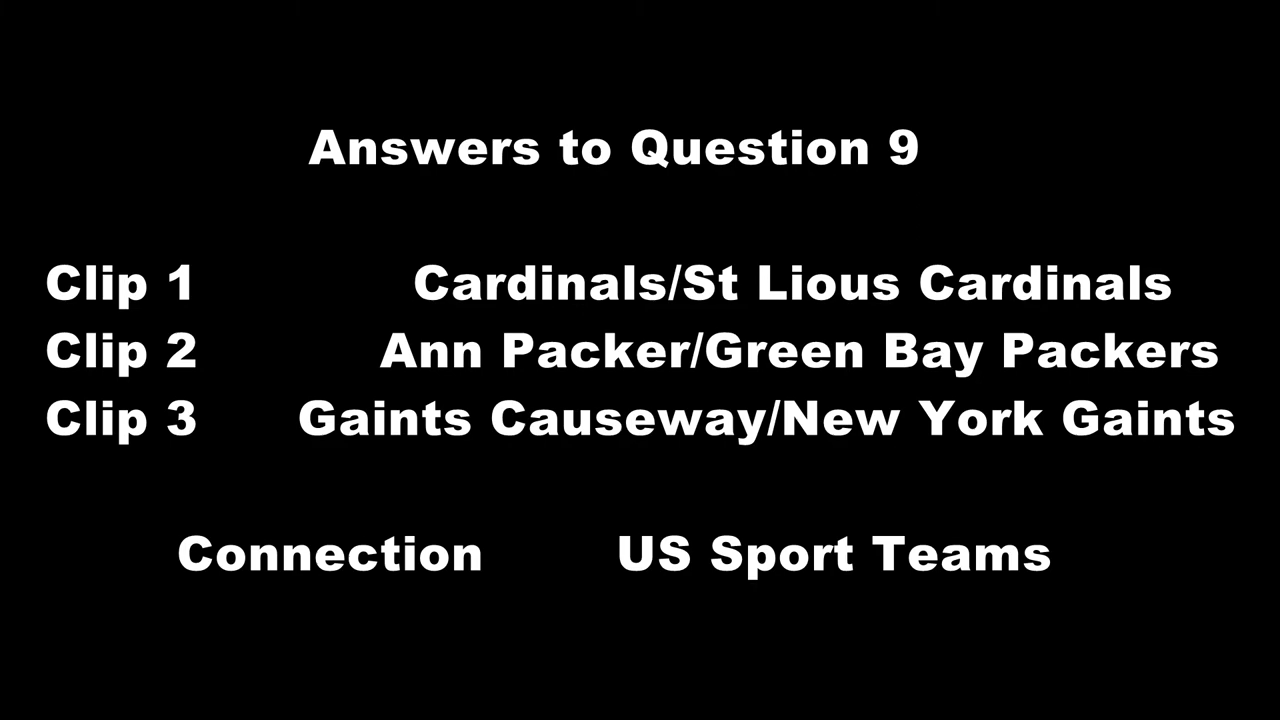 Answers to Question 9
Clip 1 Cardinals/St Lious Cardinals
Clip 2 Ann Packer/Green Bay Packers
Clip 3 Gaints Causeway/New York Gaints
Connection US Sport Teams